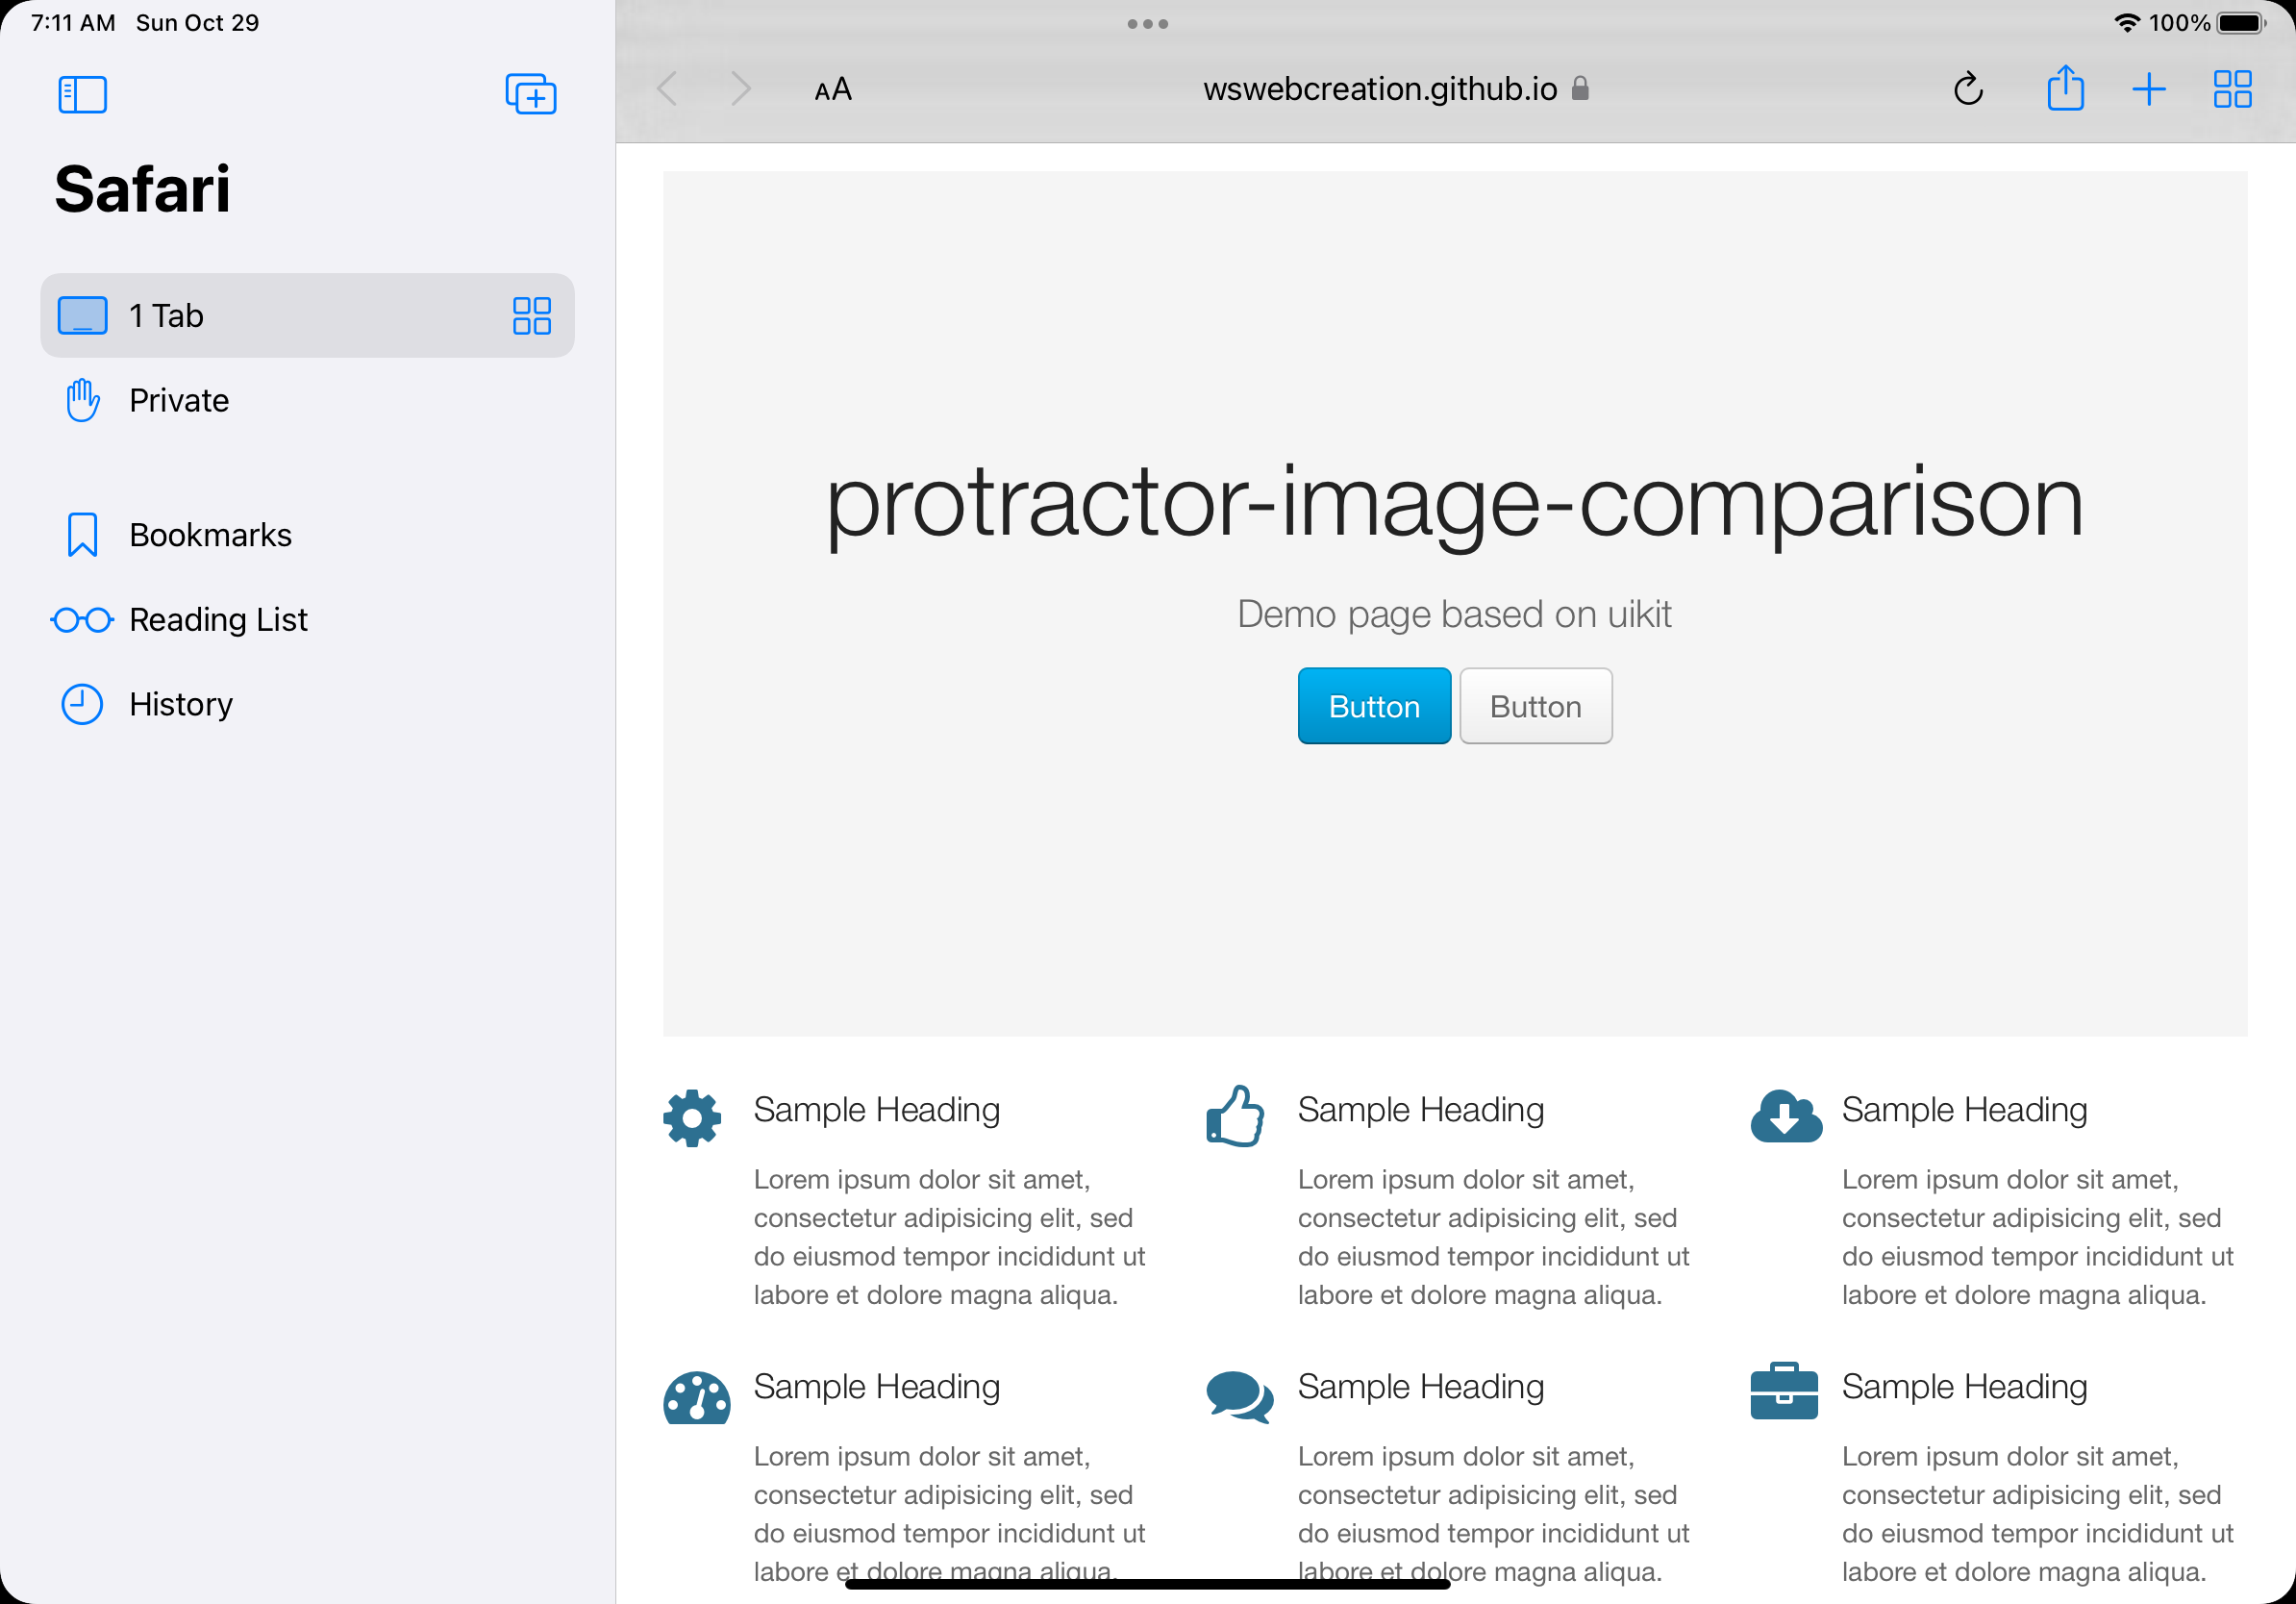 7:11 AM Sun Oct 29
100%
Safari
1 Tab
Private
Bookmarks
Reading List
History
AA
wswebcreation.github.io
protractor-image-comparison
Demo page based on uikit
Button Button
Sample Heading
Lorem ipsum dolor sit amet,
consectetur adipisicing elit, sed
do eiusmod tempor incididunt ut
labore et dolore magna aliqua.
Sample Heading
Lorem ipsum dolor sit amet,
consectetur adipisicing elit, sed
do eiusmod tempor incididunt ut
labore et dolore magna aliqua.
Sample Heading
Lorem ipsum dolor sit amet,
consectetur adipisicing elit, sed
do eiusmod tempor incididunt ut
labore et dolore magna aliqua.
Sample Heading
Lorem ipsum dolor sit amet,
consectetur adipisicing elit, sed
do eiusmod tempor incididunt ut
labore et dolore magna aliqua.
Sample Heading
Lorem ipsum dolor sit amet,
consectetur adipisicing elit, sed
do eiusmod tempor incididunt ut
labore et dolore magna aliqua.
Sample Heading
Lorem ipsum dolor sit amet,
consectetur adipisicing elit, sed
do eiusmod tempor incididunt ut
labore et dolore magna aliqua.